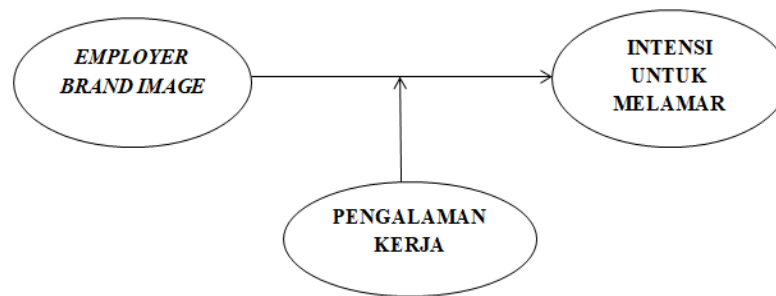 EMPLOYER
BRAND IMAGE
INTENSI
UNTUK
MELAMAR
PENGALAMAN
KERJA